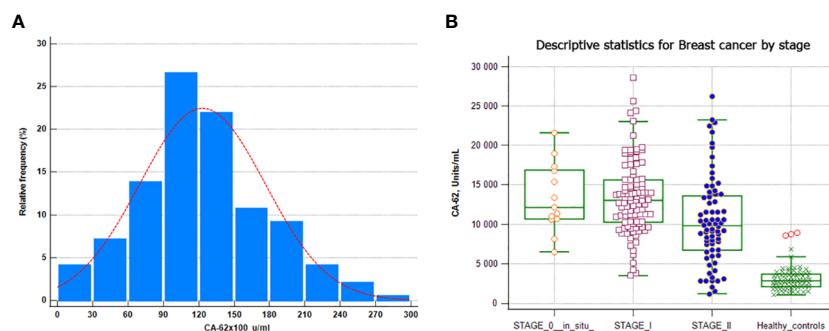 A
30
25
20
15
10
5
0
Relative frequency (%)
0 30 60 90 120 150 180 210 240 270 300
CA-62x100 u/ml
B
Descriptive statistics for Breast cancer by stage
30 000
25 000
20 000
15 000
10 000
5 000
0
CA-62, Units/mL
STAGE_0__in_situ_ STAGE_I STAGE_II Healthy_controls